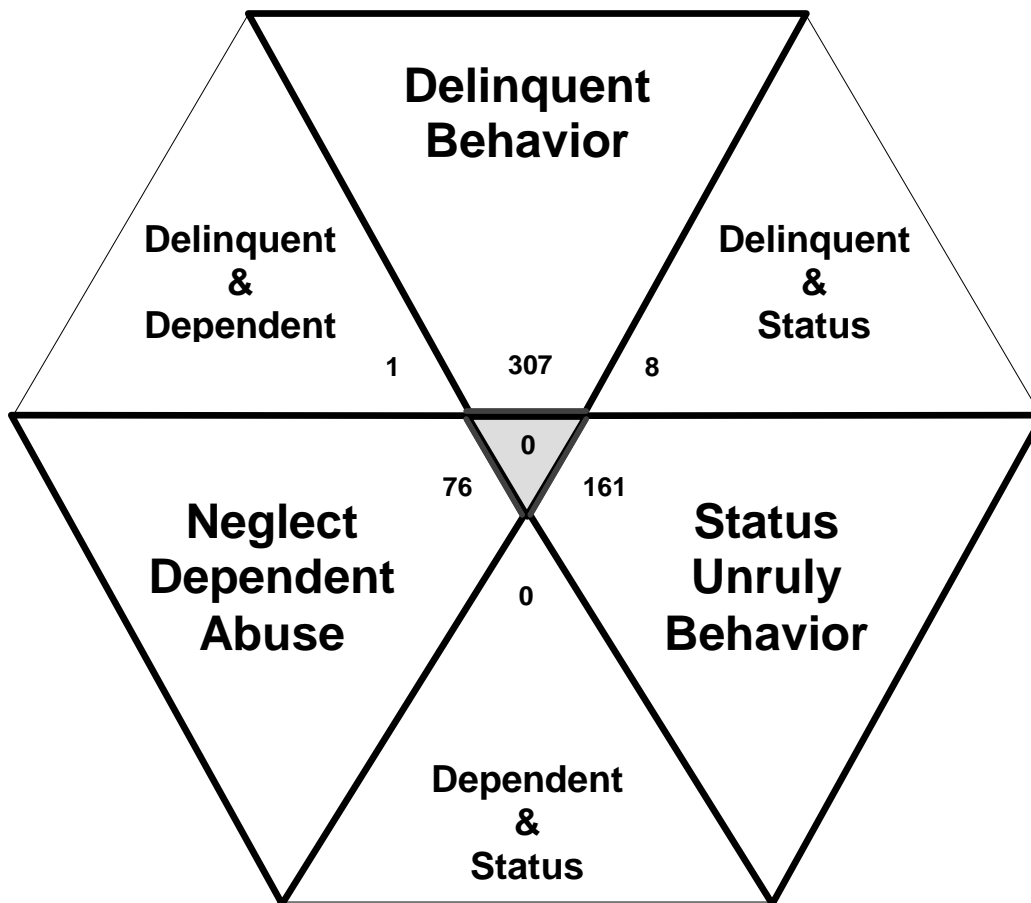 Delinquent
Behavior
Delinquent
&
Dependent
Delinquent
&
Status
1
307
8
0
76
161
Neglect
Dependent
Abuse
Status
Unruly
Behavior
0
Dependent
&
Status